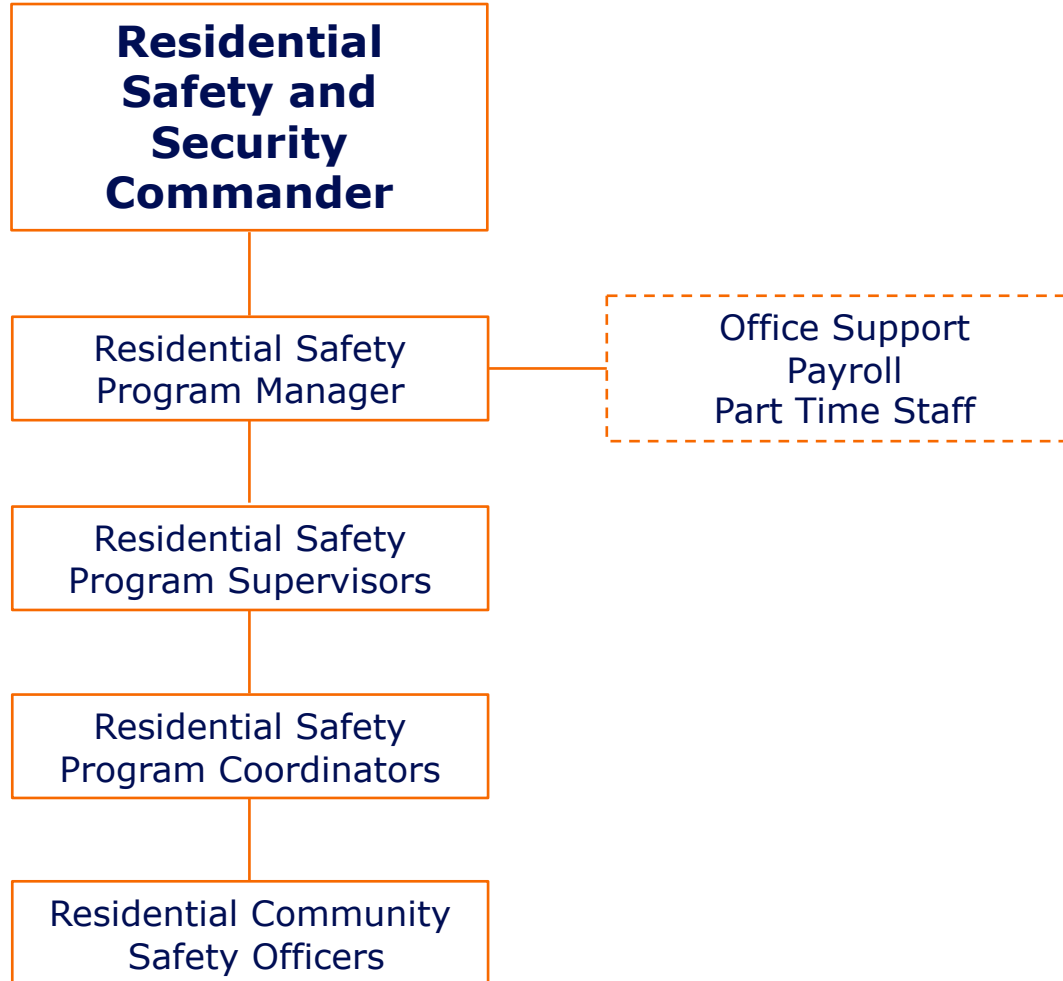 Residential
Safety and
Security
Commander
Residential Safety
Program Manager
Office Support
Payroll
Part Time Staff
Residential Safety
Program Supervisors
Residential Safety
Program Coordinators
Residential Community
Safety Officers